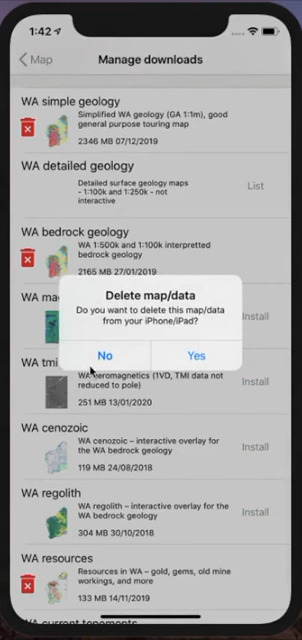 1:42
Map
Manage downloads
WA simple geology
Simplified WA geology (GA 1:1m), good
general purpose touring map
2346 MB 07/12/2019
WA detailed geology
Detailed surface geology maps
- 1:100k and 1:250k - not
interactive
List
WA bedrock geology
WA 1:500k and 1:100k interpretted
bedrock geology
2165 MB 27/01/2019
Delete map/data
Do you want to delete this map/data
from your iPhone/iPad?
No
Yes
WA ma
Install
WA tmi
WA aeromagnetics (1VD, TMI data not
reduced to pole)
251 MB 13/01/2020
Install
WA cenozoic
WA cenozoic – interactive overlay for
the WA bedrock geology
119 MB 24/08/2018
Install
WA regolith
WA regolith – interactive overlay for the
WA bedrock geology
304 MB 30/10/2018
Install
WA resources
Resources in WA – gold, gems, old mine
workings, and more
133 MB 14/11/2019
WA current tenements